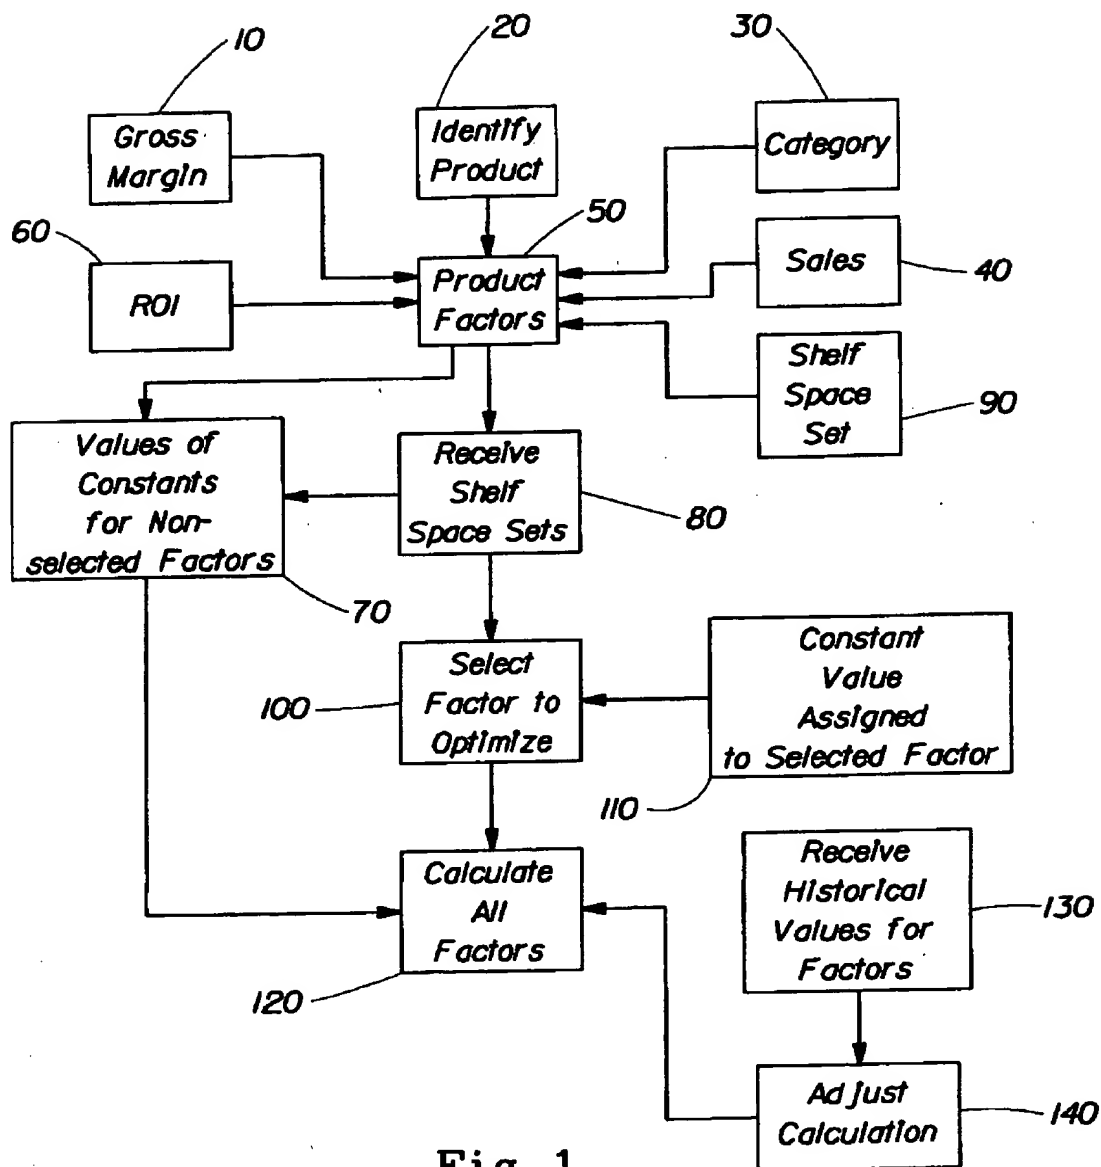 10
20
30
Gross
Margin
Identify
Product
Category
60
50
ROI
Product
Factors
Sales
40
Shelf
Space
Set
90
Values of
Constants
for Non-
selected Factors
70
Receive
Shelf
Space Sets
80
100
Select
Factor to
Optimize
Constant
Value
Assigned
to Selected Factor
110
Calculate
All
Factors
120
Receive
Historical
Values for
Factors
130
Adjust
Calculation
140
Fig. 1